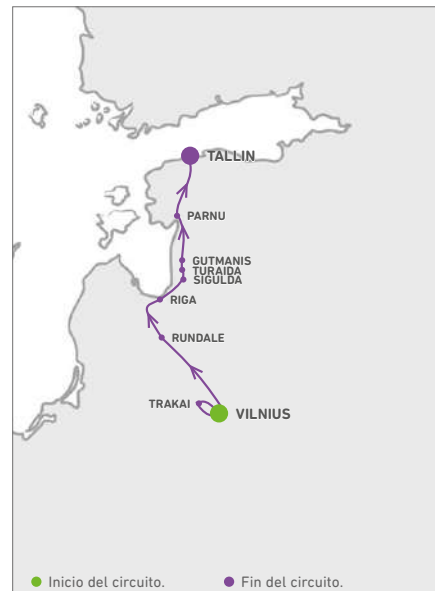 TALLIN
PARNU
GUTMANIS
TURAIDA
SIGULDA
RIGA
RUNDALE
TRAKAI
VILNIUS
Inicio del circuito.
Fin del circuito.